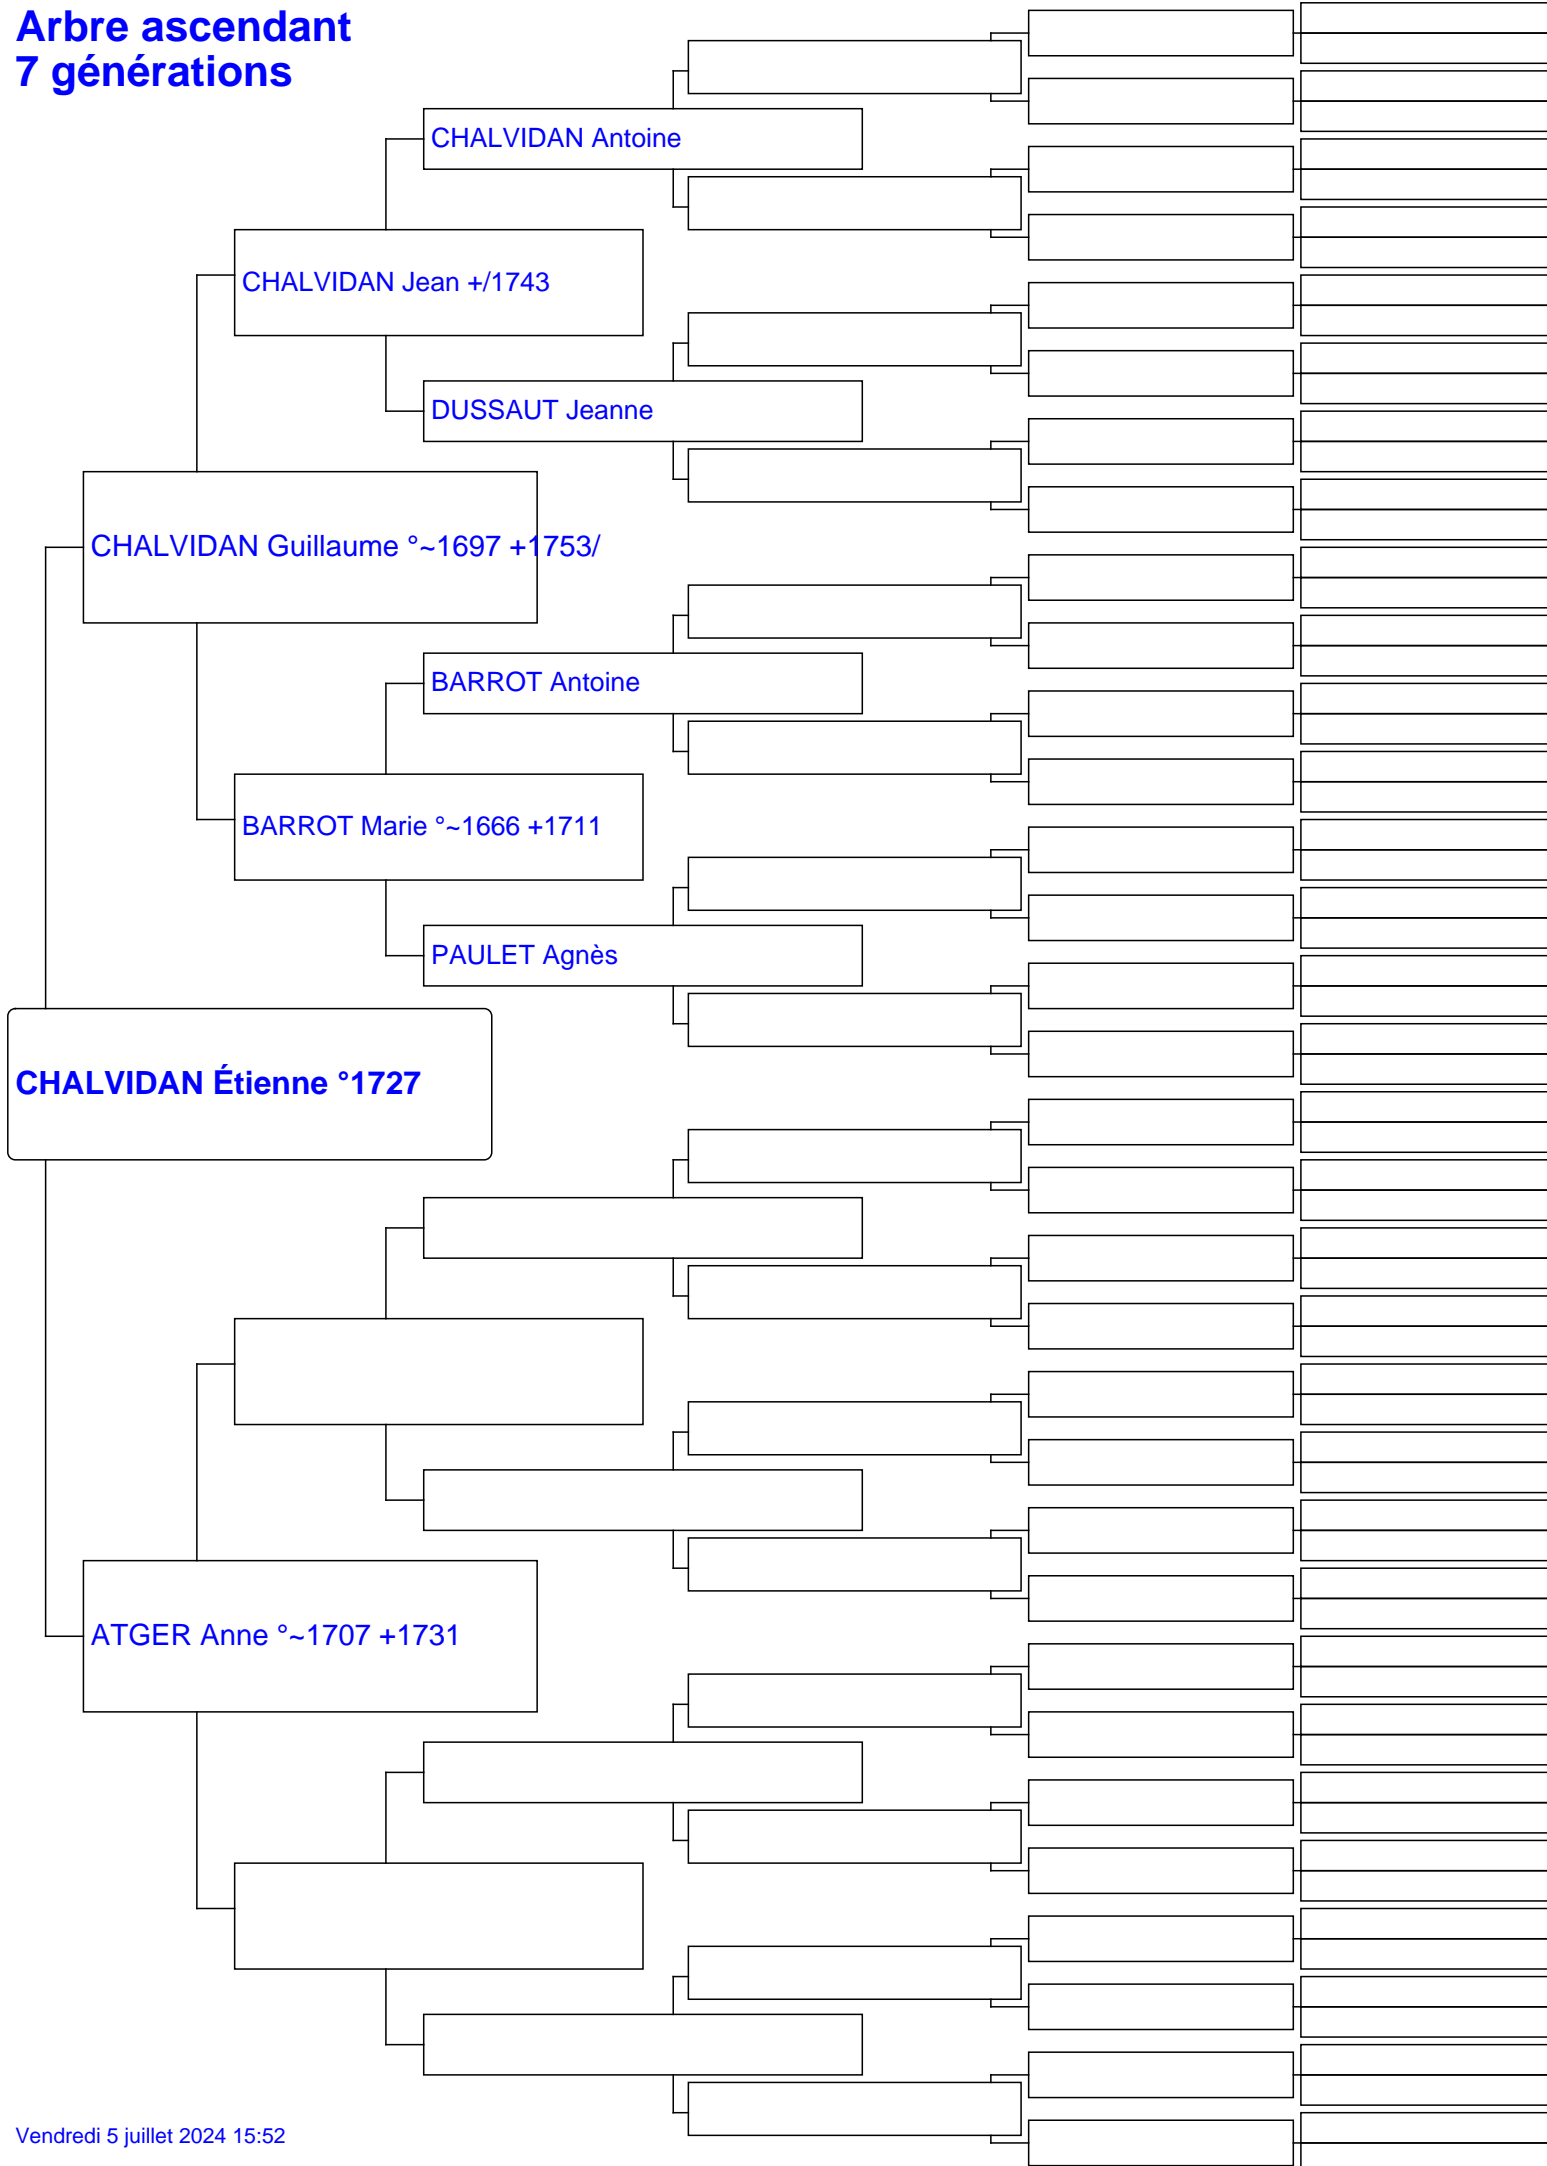 Arbre ascendant
7 générations
CHALVIDAN Antoine
CHALVIDAN Jean +/1743
DUSSAUT Jeanne
CHALVIDAN Guillaume °~1697 +1753/
BARROT Antoine
BARROT Marie °~1666 +1711
PAULET Agnès
CHALVIDAN Étienne °1727
ATGER Anne °~1707 +1731
Vendredi 5 juillet 2024 15:52